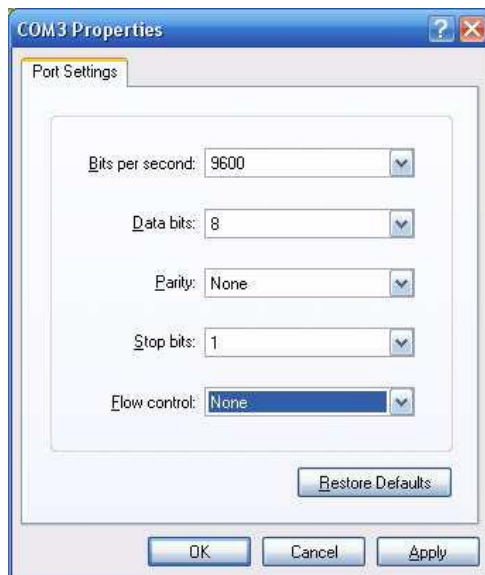 COM3 Properties
Port Settings
Bits per second: 9600
Data bits: 8
Parity: None
Stop bits: 1
Flow control: None
Restore Defaults
OK Cancel Apply